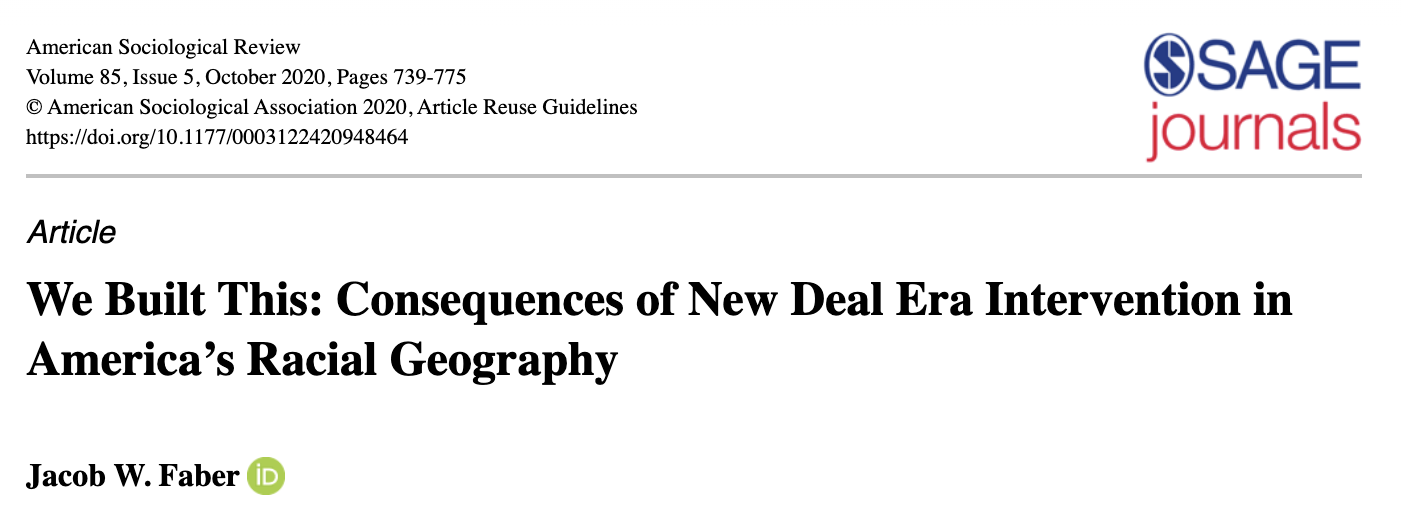 American Sociological Review
Volume 85, Issue 5, October 2020, Pages 739-775
© American Sociological Association 2020, Article Reuse Guidelines
https://doi.org/10.1177/0003122420948464
SAGE
journals
Article
We Built This: Consequences of New Deal Era Intervention in
America’s Racial Geography
Jacob W. Faber iD